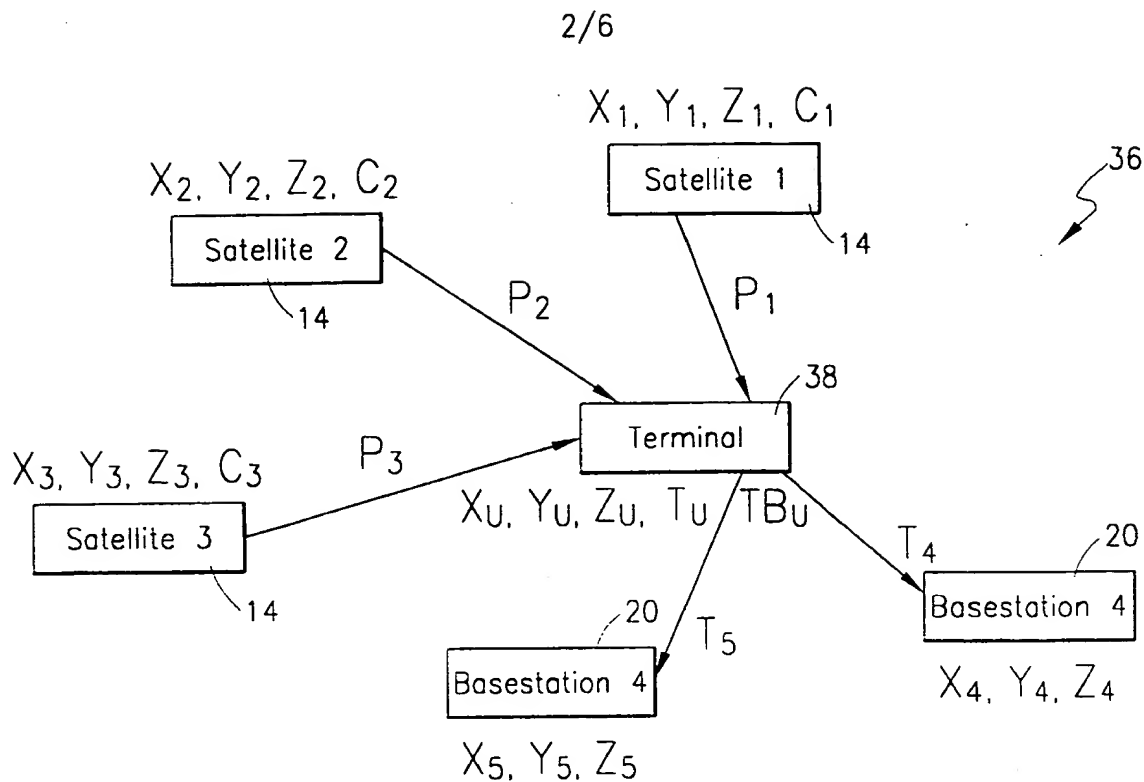 2/6
X1, Y1, Z1, C1
Satellite 1
14
36
X2, Y2, Z2, C2
Satellite 2
14
P2
P1
38
Terminal
X3, Y3, Z3, C3
P3
Satellite 3
14
XU, YU, ZU, TU TBU
T4
20
Basestation 4
X4, Y4, Z4
20
T5
Basestation 4
X5, Y5, Z5